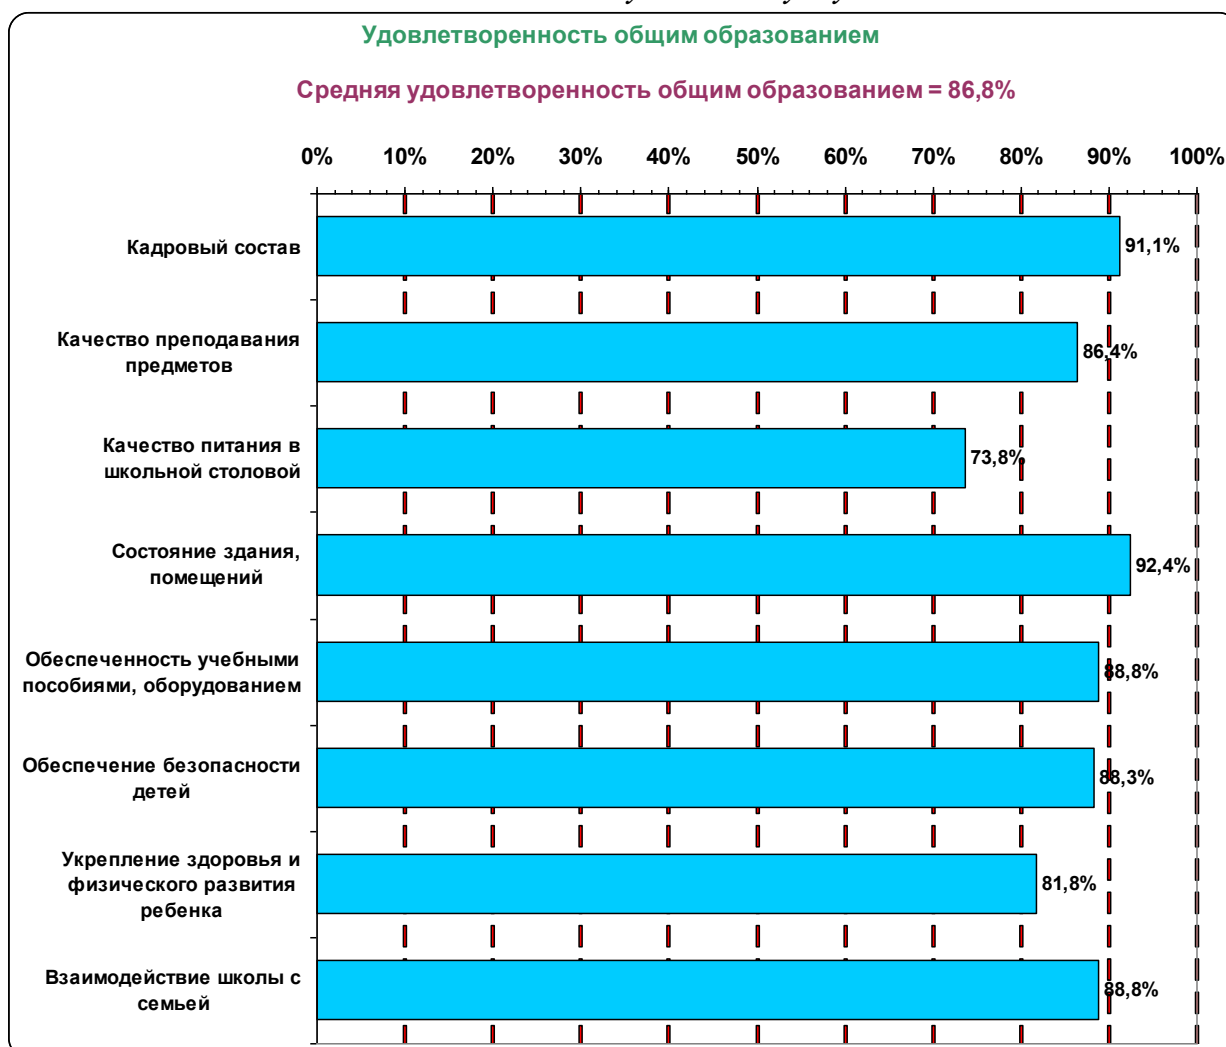 Удовлетворенность общим образованием
Средняя удовлетворенность общим образованием = 86,8%
0% 10% 20% 30% 40% 50% 60% 70% 80% 90% 100%
Кадровый состав
91,1%
Качество преподавания
предметов
86,4%
Качество питания в
школьной столовой
73,8%
Состояние здания,
помещений
92,4%
Обеспеченность учебными
пособиями, оборудованием
88,8%
Обеспечение безопасности
детей
88,3%
Укрепление здоровья и
физического развития
ребенка
81,8%
Взаимодействие школы с
семьей
88,8%